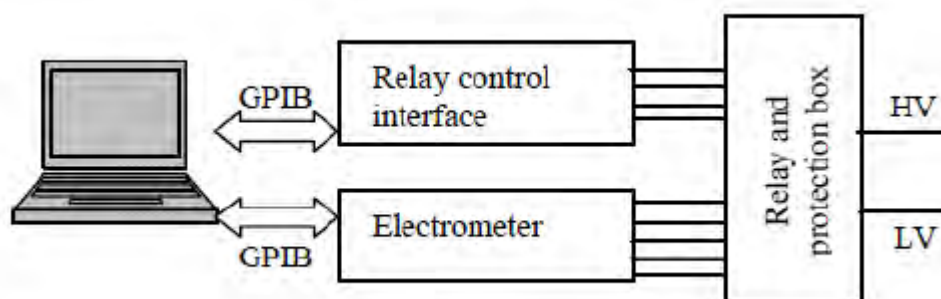 GPIB
Relay control
interface
Relay and
protection box
HV
LV
Electrometer
GPIB